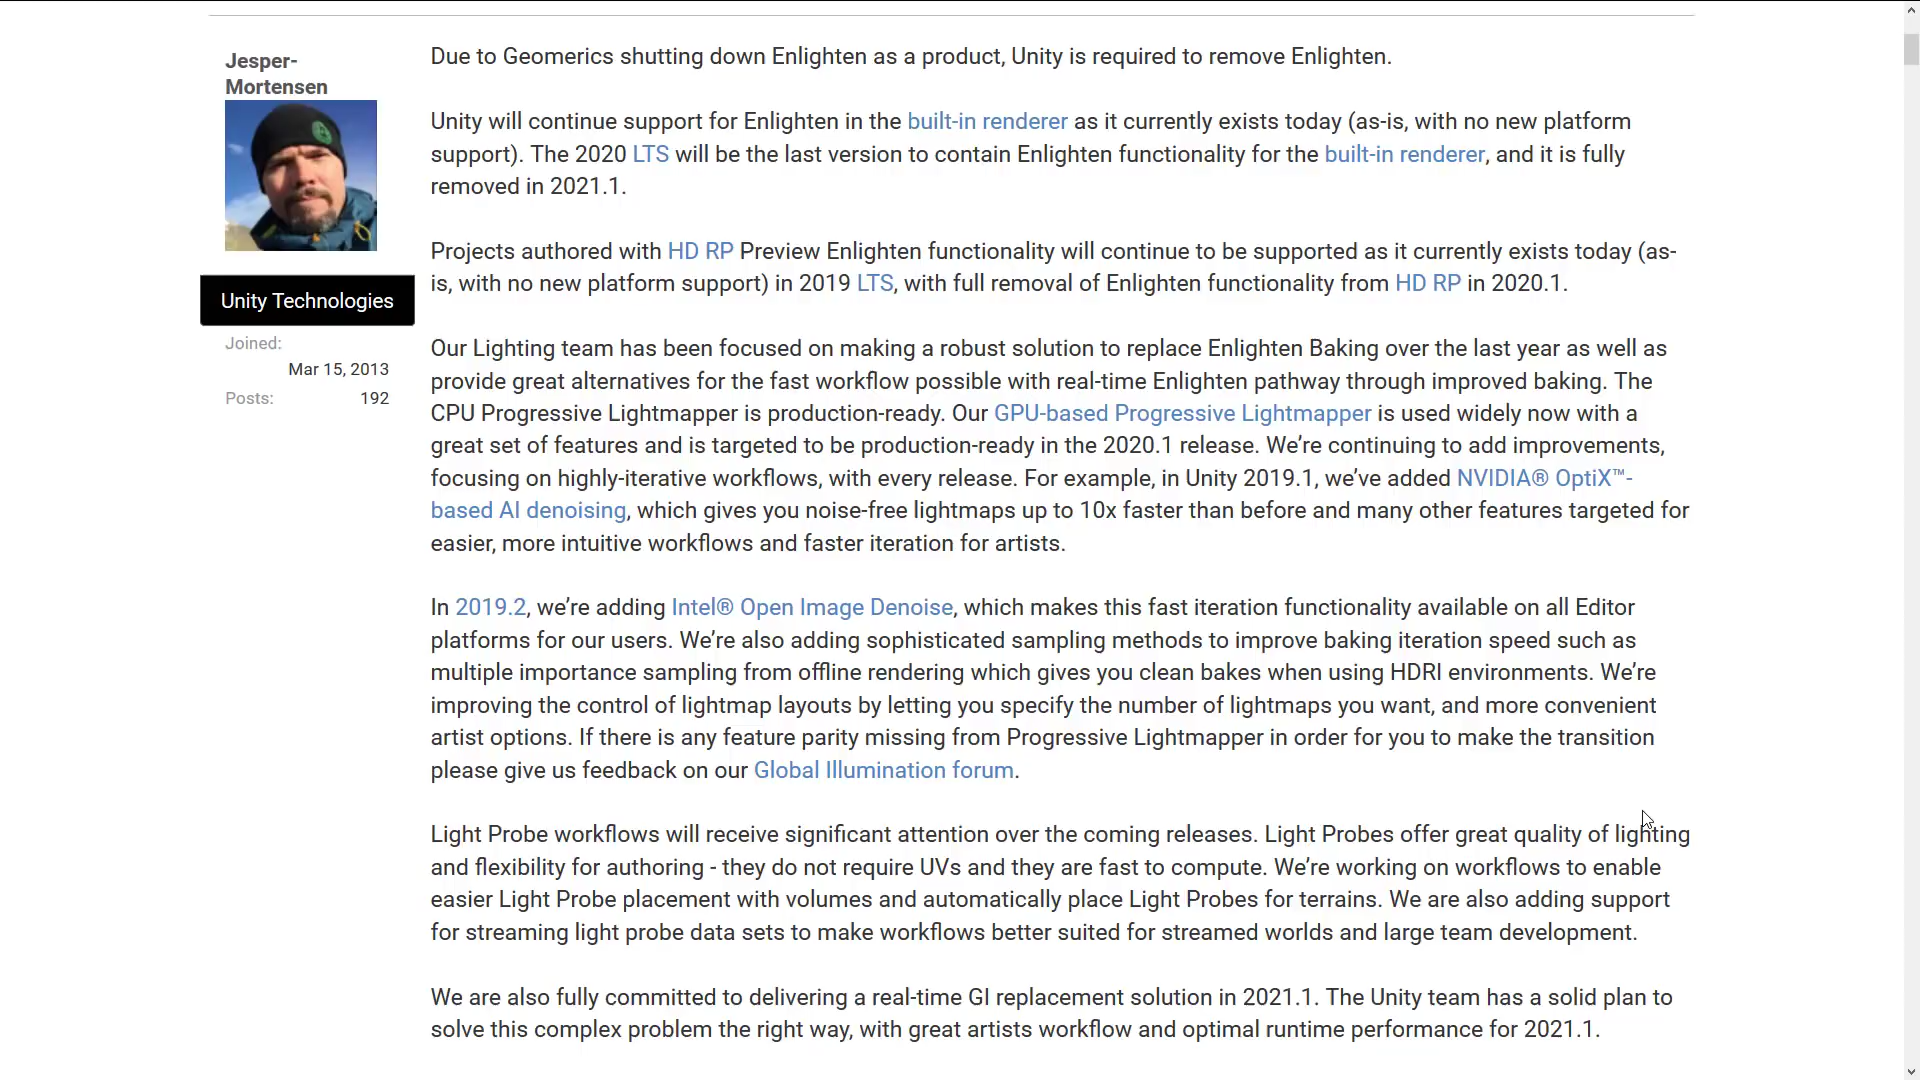 Jesper-
Mortensen
Unity Technologies
Joined:
Mar 15, 2013
Posts: 192
Due to Geomerics shutting down Enlighten as a product, Unity is required to remove Enlighten.
Unity will continue support for Enlighten in the built-in renderer as it currently exists today (as-is, with no new platform
support). The 2020 LTS will be the last version to contain Enlighten functionality for the built-in renderer, and it is fully
removed in 2021.1.
Projects authored with HD RP Preview Enlighten functionality will continue to be supported as it currently exists today (as-
is, with no new platform support) in 2019 LTS, with full removal of Enlighten functionality from HD RP in 2020.1.
Our Lighting team has been focused on making a robust solution to replace Enlighten Baking over the last year as well as
provide great alternatives for the fast workflow possible with real-time Enlighten pathway through improved baking. The
CPU Progressive Lightmapper is production-ready. Our GPU-based Progressive Lightmapper is used widely now with a
great set of features and is targeted to be production-ready in the 2020.1 release. We’re continuing to add improvements,
focusing on highly-iterative workflows, with every release. For example, in Unity 2019.1, we’ve added NVIDIA® OptiX™-
based AI denoising, which gives you noise-free lightmaps up to 10x faster than before and many other features targeted for
easier, more intuitive workflows and faster iteration for artists.
In 2019.2, we’re adding Intel® Open Image Denoise, which makes this fast iteration functionality available on all Editor
platforms for our users. We’re also adding sophisticated sampling methods to improve baking iteration speed such as
multiple importance sampling from offline rendering which gives you clean bakes when using HDRI environments. We’re
improving the control of lightmap layouts by letting you specify the number of lightmaps you want, and more convenient
artist options. If there is any feature parity missing from Progressive Lightmapper in order for you to make the transition
please give us feedback on our Global Illumination forum.
Light Probe workflows will receive significant attention over the coming releases. Light Probes offer great quality of lighting
and flexibility for authoring - they do not require UVs and they are fast to compute. We’re working on workflows to enable
easier Light Probe placement with volumes and automatically place Light Probes for terrains. We are also adding support
for streaming light probe data sets to make workflows better suited for streamed worlds and large team development.
We are also fully committed to delivering a real-time GI replacement solution in 2021.1. The Unity team has a solid plan to
solve this complex problem the right way, with great artists workflow and optimal runtime performance for 2021.1.